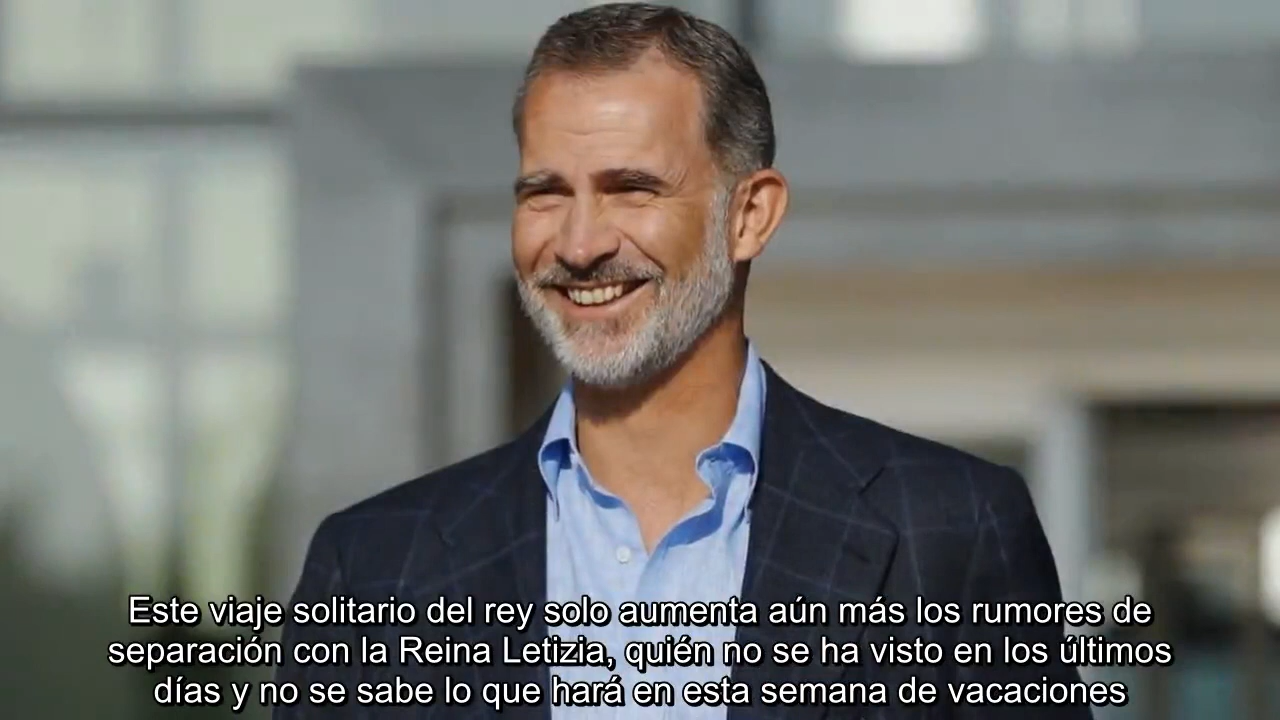 Este viaje solitario del rey solo aumenta aún más los rumores de
separación con la Reina Letizia, quién no se ha visto en los últimos
días y no se sabe lo que hará en esta semana de vacaciones